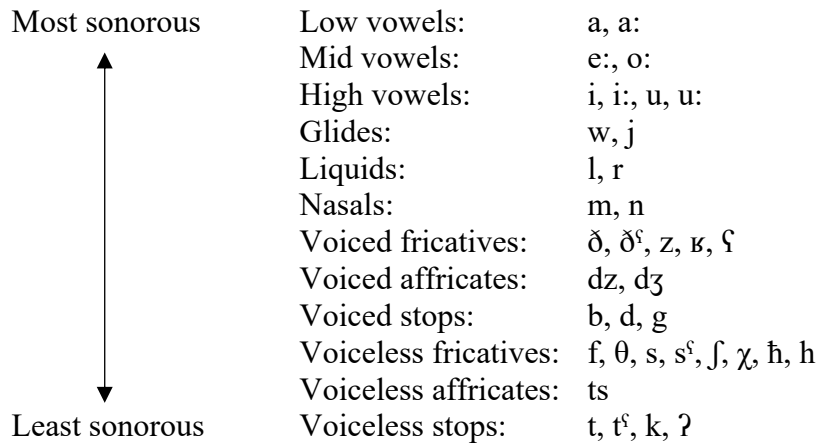 Most sonorous Low vowels: a, a:
Mid vowels: e:, o:
High vowels: i, i:, u, u:
Glides: w, j
Liquids: l, r
Nasals: m, n
Voiced fricatives: ð, ðˤ, z, ʁ, ʕ
Voiced affricates: dz, dʒ
Voiced stops: b, d, g
Voiceless fricatives: f, θ, s, sˤ, ʃ, χ, ħ, h
Voiceless affricates: ts
Least sonorous Voiceless stops: t, tˤ, k, ʔ